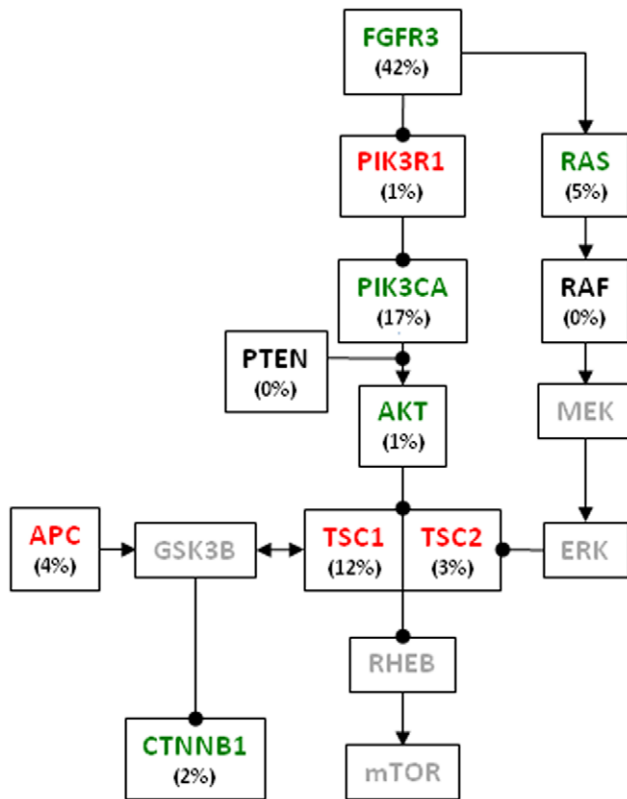 FGFR3
(42%)
PIK3R1
(1%)
RAS
(5%)
PIK3CA
(17%)
RAF
(0%)
PTEN
(0%)
AKT
(1%)
MEK
APC
(4%)
GSK3B
TSC1
(12%)
TSC2
(3%)
ERK
RHEB
CTNNB1
(2%)
mTOR